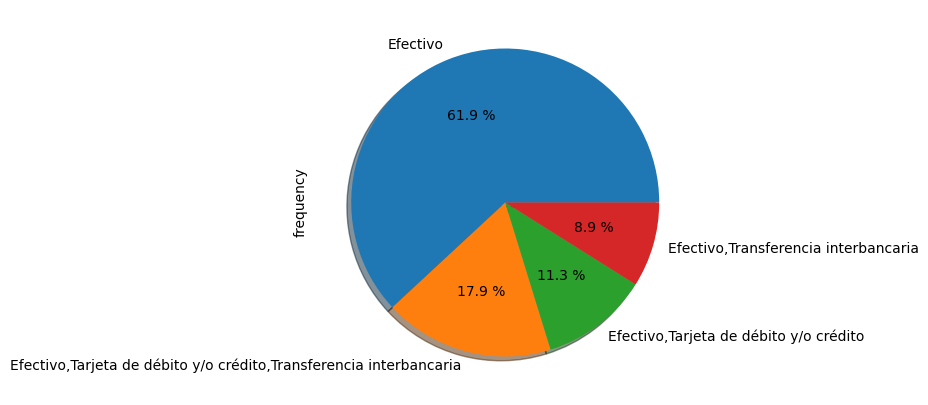 Efectivo
61.9 %
frequency
8.9 %
Efectivo,Transferencia interbancaria
11.3 %
17.9 %
Efectivo,Tarjeta de débito y/o crédito
Efectivo,Tarjeta de débito y/o crédito,Transferencia interbancaria